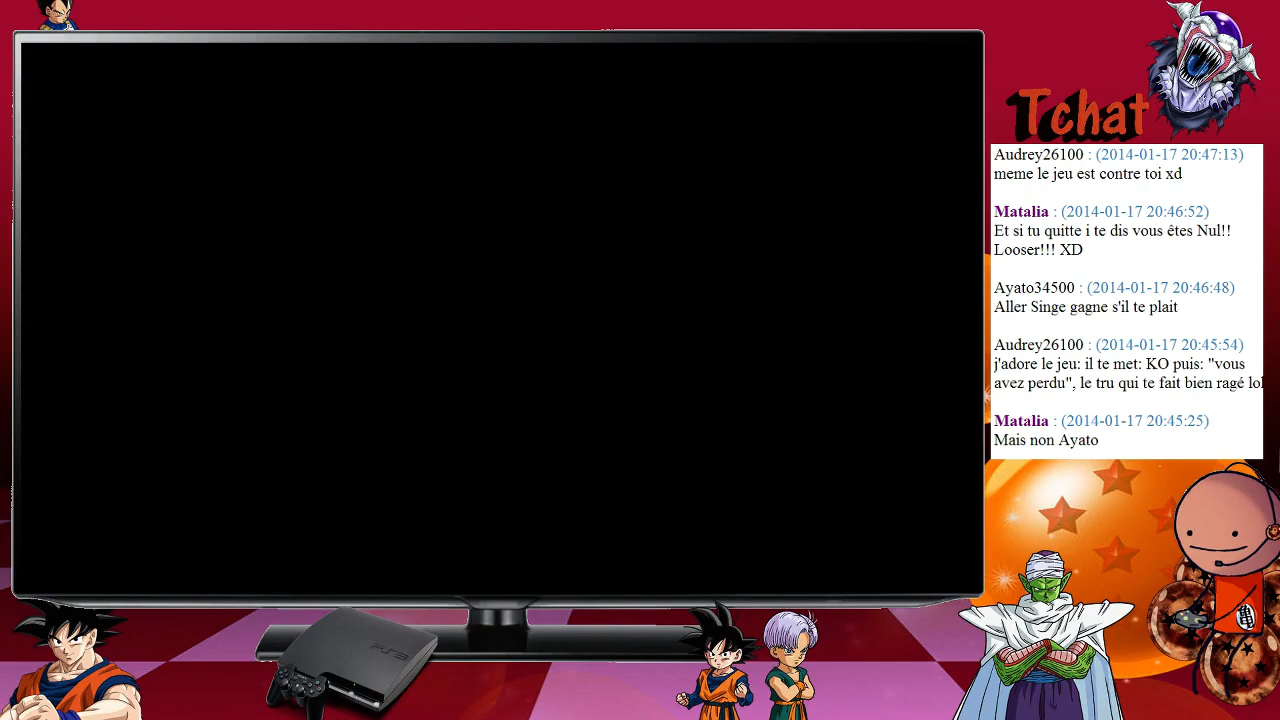 Tchat
Audrey26100 : (2014-01-17 20:47:13)
meme le jeu est contre toi xd
Matalia : (2014-01-17 20:46:52)
Et si tu quitte i te dis vous êtes Nul!!
Looser!!! XD
Ayato34500 : (2014-01-17 20:46:48)
Aller Singe gagne s'il te plait
Audrey26100 : (2014-01-17 20:45:54)
j'adore le jeu: il te met: KO puis: "vous
avez perdu", le tru qui te fait bien ragé lol
Matalia : (2014-01-17 20:45:25)
Mais non Ayato
PS3
亀